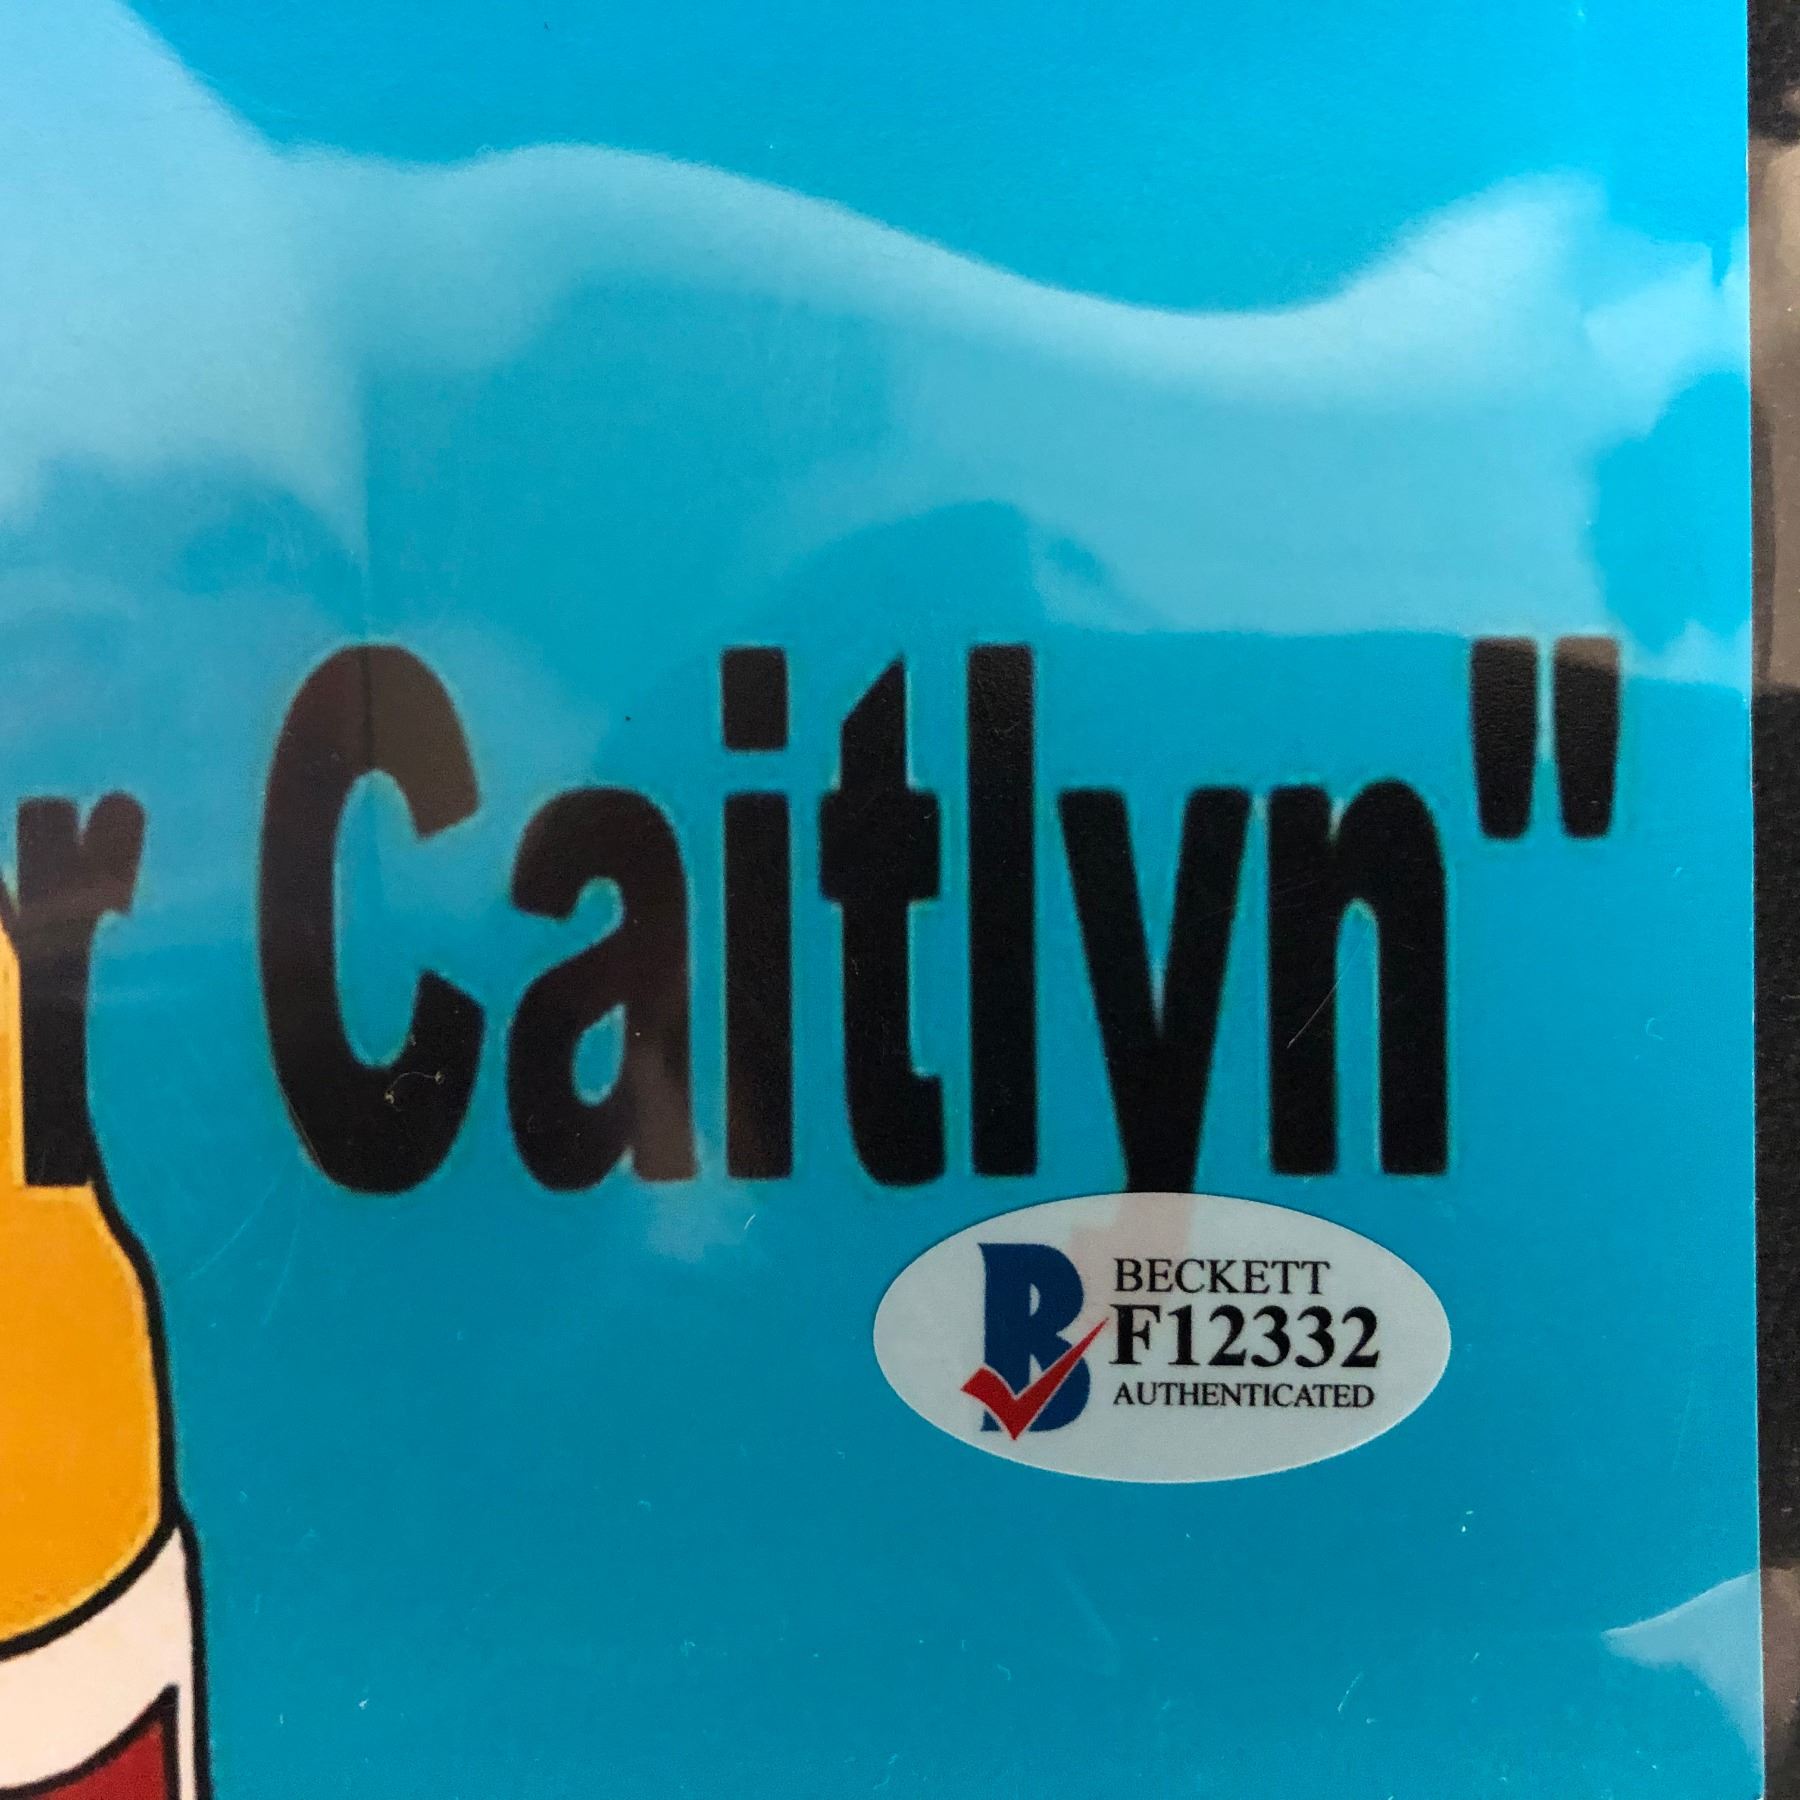 r Caitlyn"
BECKETT
F12332
AUTHENTICATED